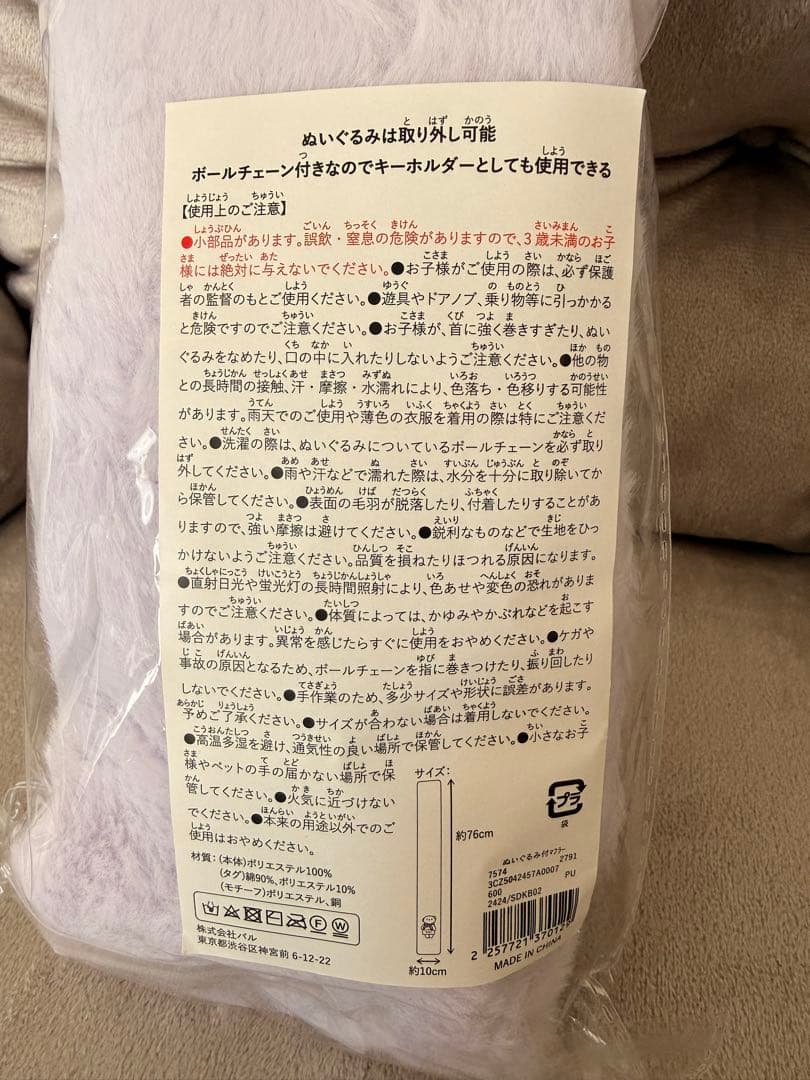 ぬいぐるみは取り外し可能
ボールチェーン付きなのでキーホルダーとしても使用できる
【使用上のご注意】
●小部品があります。誤飲・窒息の危険がありますので、3歳未満のお子
様には絶対に与えないでください。●お子様がご使用の際は、必ず保護
者の監督のもとご使用ください。●遊具やドアノブ、乗り物等に引っかかる
と危険ですのでご注意ください。●お子様が、首に強く巻きすぎたり、ぬい
ぐるみをなめたり、口の中に入れたりしないようご注意ください。●他の物
との長時間の接触、汗・摩擦・水濡れにより、色落ち・色移りする可能性
があります。雨天でのご使用や薄色の衣服を着用の際は特にご注意くだ
さい。●洗濯の際は、ぬいぐるみについているボールチェーンを必ず取り
外してください。●雨や汗などで濡れた際は、水分を十分に取り除いてか
ら保管してください。●表面の毛羽が脱落したり、付着したりすることがあ
りますので、強い摩擦は避けてください。●鋭利なものなどで生地をひっ
かけないようご注意ください。品質を損ねたりほつれる原因になります。
●直射日光や蛍光灯の長時間照射により、色あせや変色の恐れがありま
すのでご注意ください。●体質によっては、かゆみやかぶれなどを起こす
場合があります。異常を感じたらすぐに使用をおやめください。●ケガや
事故の原因となるため、ボールチェーンを指に巻きつけたり、振り回したり
しないでください。●手作業のため、多少サイズや形状に誤差があります。
予めご了承ください。●サイズが合わない場合は着用しないでください。
●高温多湿を避け、通気性の良い場所で保管してください。●小さなお子
様やペットの手の届かない場所で保
管してください。●火気に近づけない
でください。●本来の用途以外でのご
使用はおやめください。
サイズ:
約76cm
約10cm
材質:(本体)ポリエステル100%
(タグ)綿90%、ポリエステル10%
(モチーフ)ポリエステル、銅
F W
株式会社パル
東京都渋谷区神宮前 6-12-22
プラ
袋
ぬいぐるみ付マフラー
7574 2791
3CZ5042457A0007
600 PU
2424/SDKB02
MADE IN CHINA